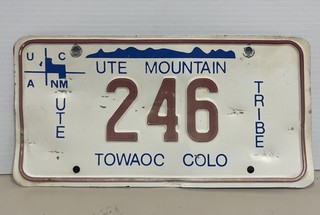 U C
A NM
UTE MOUNTAIN
UTE
246
TRIBE
TOWAOC COLO